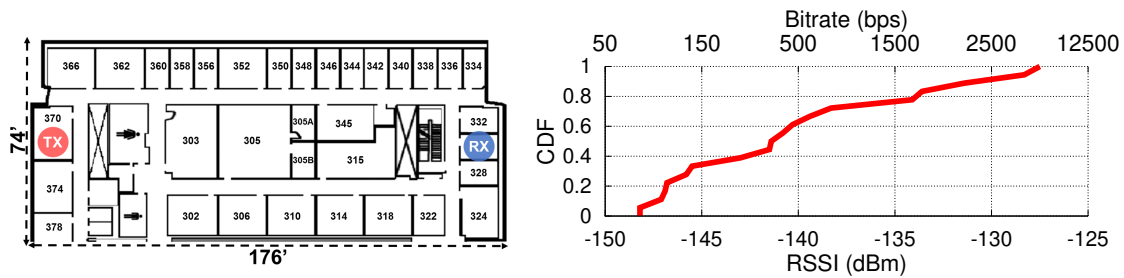 366 362 360 358 356 352 350 348 346 344 342 340 338 336 334
370 303 305 305A 345 332
TX RX
305B 315 328
374
378 302 306 310 314 318 322 324
74'
176'
Bitrate (bps)
50 150 500 1500 2500 12500
CDF
1
0.8
0.6
0.4
0.2
0
-150 -145 -140 -135 -130 -125
RSSI (dBm)